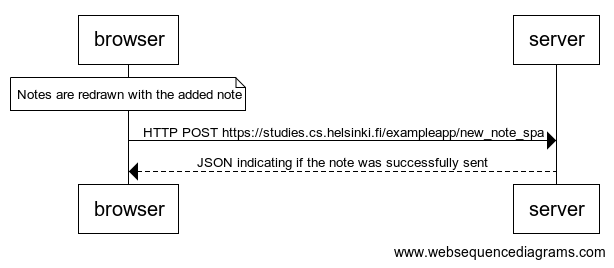 browser
server
Notes are redrawn with the added note
HTTP POST https://studies.cs.helsinki.fi/exampleapp/new_note_spa
JSON indicating if the note was successfully sent
browser
server
www.websequencediagrams.com